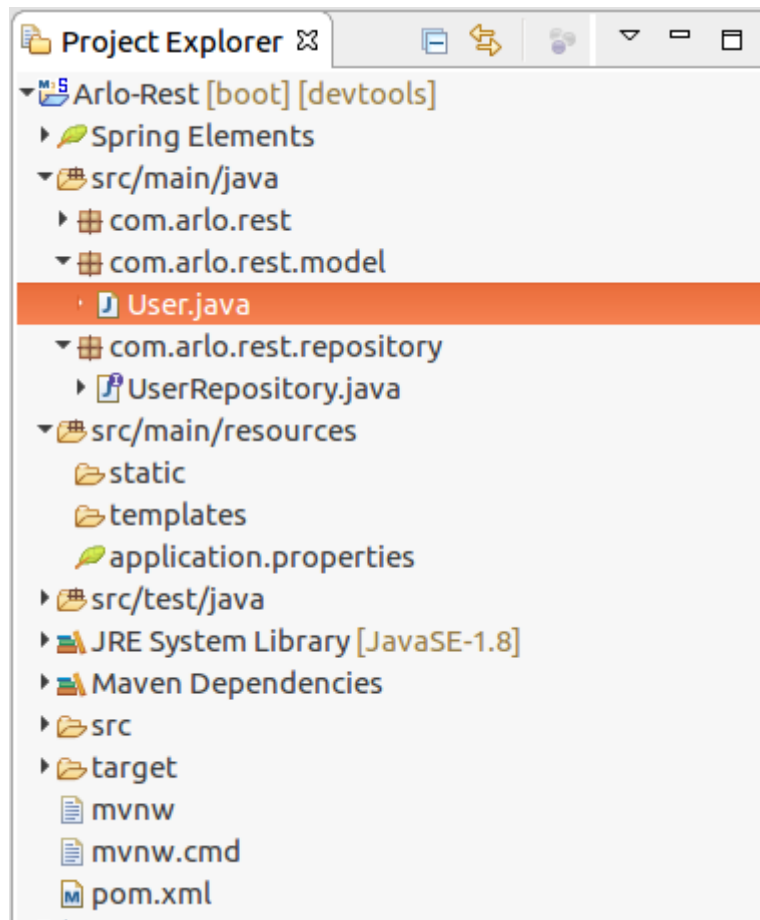 Project Explorer
Arlo-Rest [boot] [devtools]
Spring Elements
src/main/java
com.arlo.rest
com.arlo.rest.model
User.java
com.arlo.rest.repository
UserRepository.java
src/main/resources
static
templates
application.properties
src/test/java
JRE System Library [JavaSE-1.8]
Maven Dependencies
src
target
mvnw
mvnw.cmd
pom.xml